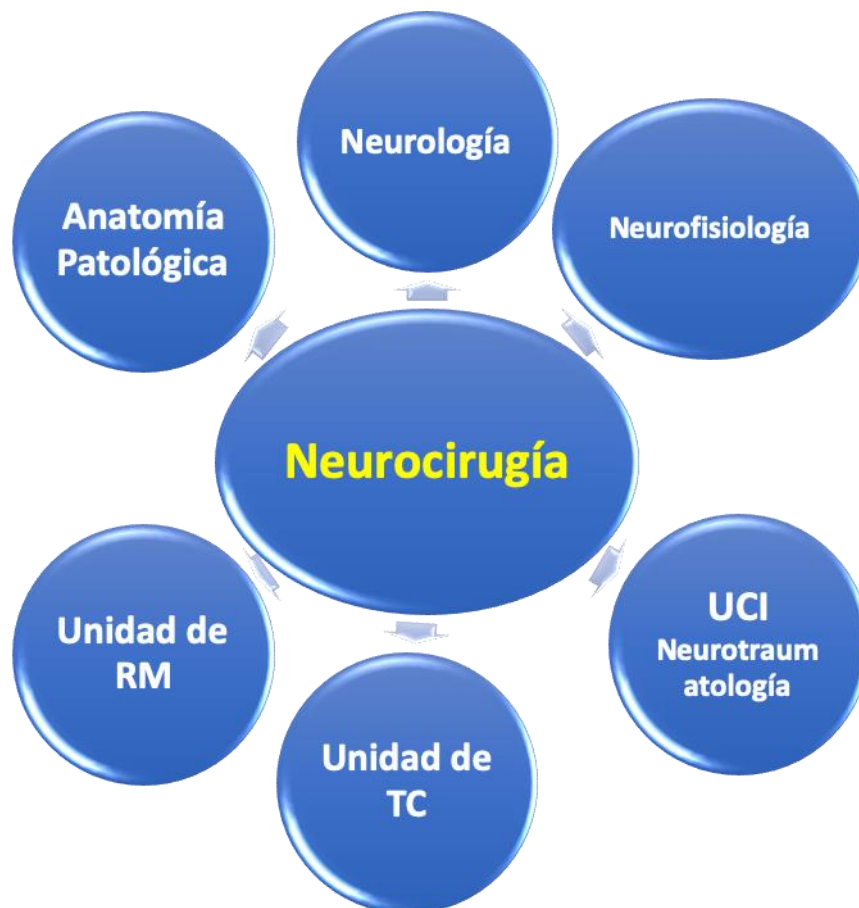 Neurología
Anatomía
Patológica
Neurofisiología
Neurocirugía
Unidad de
RM
UCI
Neurotraum
atología
Unidad de
TC